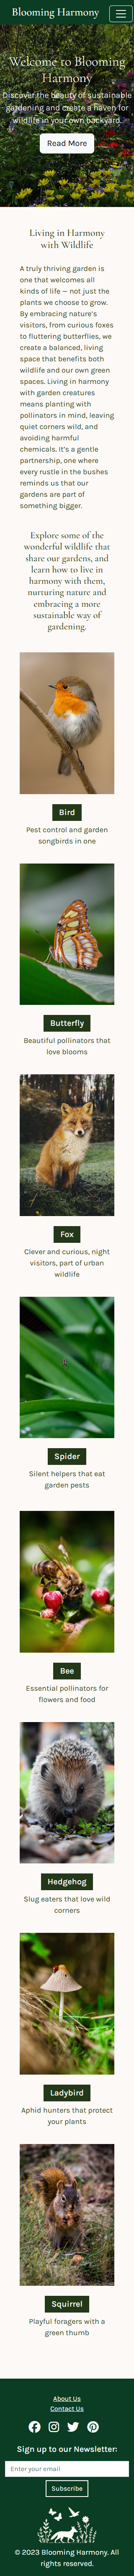 Blooming Harmony
Welcome to Blooming
Harmony
Discover the beauty of sustainable
gardening and create a haven for
wildlife in your own backyard.
Read More
Living in Harmony
with Wildlife
A truly thriving garden is
one that welcomes all
kinds of life — not just the
plants we choose to grow.
By embracing nature's
visitors, from curious foxes
to fluttering butterflies, we
create a balanced, living
space that benefits both
wildlife and our own green
spaces. Living in harmony
with garden creatures
means planting with
pollinators in mind, leaving
quiet corners wild, and
avoiding harmful
chemicals. It's a gentle
partnership, one where
every rustle in the bushes
reminds us that our
gardens are part of
something bigger.
Explore some of the
wonderful wildlife that
share our gardens, and
learn how to live in
harmony with them,
nurturing nature and
embracing a more
sustainable way of
gardening.
Bird
Pest control and garden
songbirds in one
Butterfly
Beautiful pollinators that
love blooms
Fox
Clever and curious, night
visitors, part of urban
wildlife
Spider
Silent helpers that eat
garden pests
Bee
Essential pollinators for
flowers and food
Hedgehog
Slug eaters that love wild
corners
Ladybird
Aphid hunters that protect
your plants
Squirrel
Playful foragers with a
green thumb
About Us
Contact Us
Sign up to our Newsletter:
Enter your email
Subscribe
© 2023 Blooming Harmony. All
rights reserved.